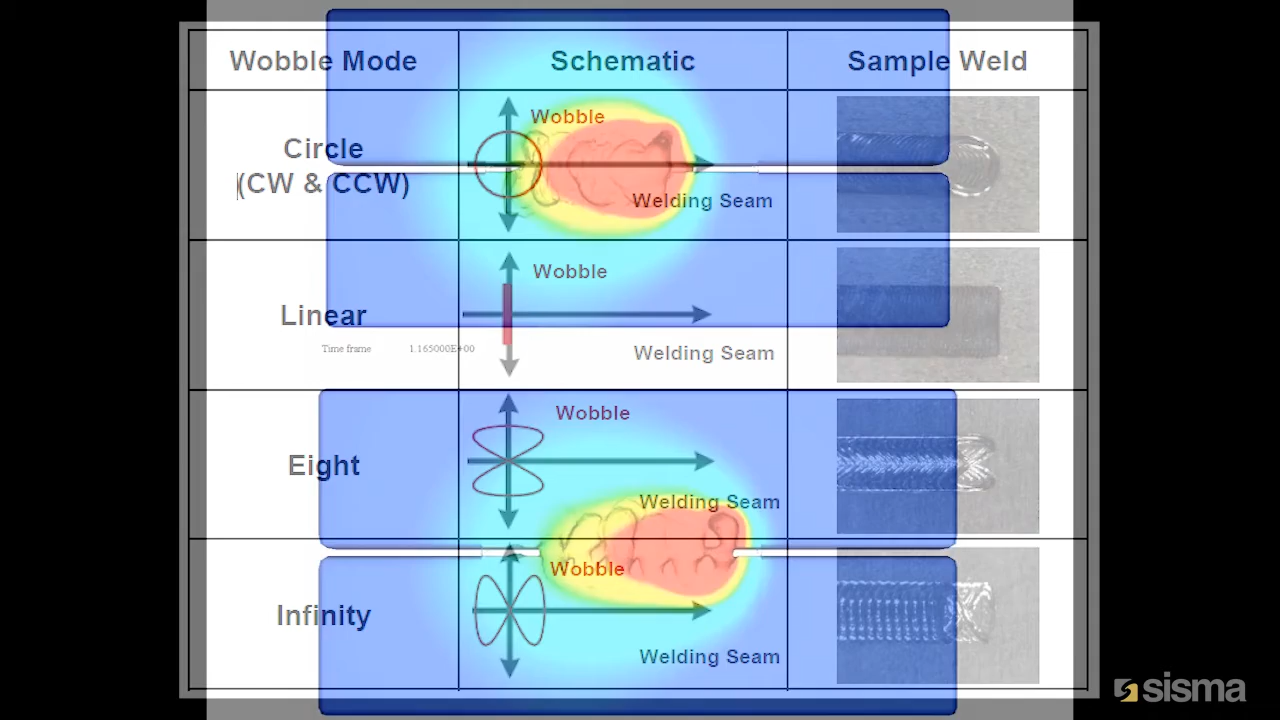 Wobble Mode
Schematic
Sample Weld
Circle
(CW & CCW)
Wobble
Welding Seam
Linear
Wobble
Welding Seam
Time frame 1.165000E+00
Eight
Wobble
Welding Seam
Infinity
Wobble
Welding Seam
sisma